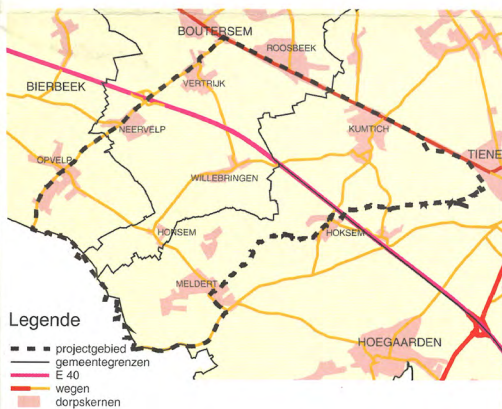 BOUTERSEM
ROOSBEEK
VERTRIJK
BIERBEEK
NEERVELP
KUMTICH
TIENE
OPVELP
WILLEBRINGEN
HONSEM
HOKSEM
MELDERT
HOEGAARDEN
Legende
projectgebied
gemeentegrenzen
E 40
wegen
dorpskernen